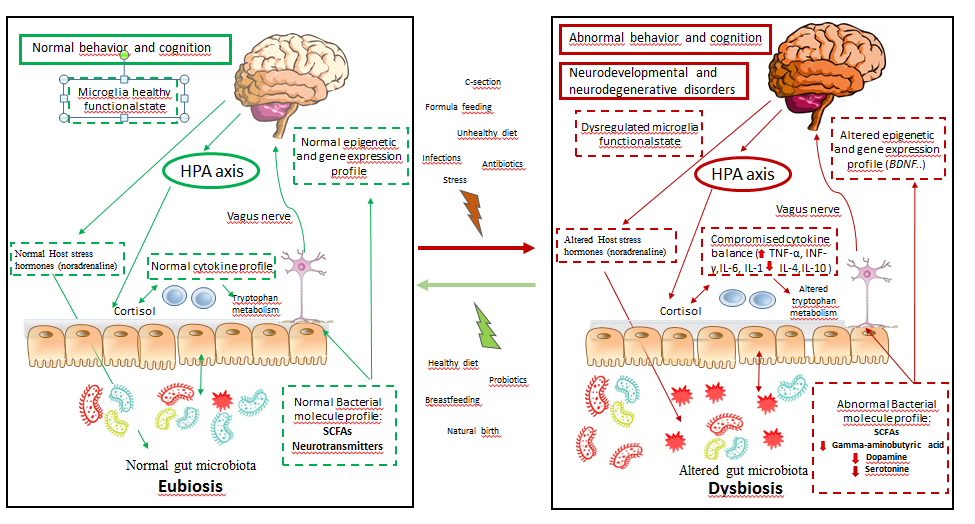 Normal behavior and cognition
Microglia healthy
functionalstate
HPA axis
Normal epigenetic
and gene expression
profile
Vagus nerve
Normal Host stress
hormones (noradrenaline)
Normal cytokine profile
Cortisol
Tryptophan
metabolism
Normal Bacterial
molecule profile:
SCFAs
Neurotransmitters
Normal gut microbiota
Eubiosis
C-section
Formula feeding
Unhealthy diet
Infections
Antibiotics
Stress
Healthy diet
Probiotics
Breastfeeding
Natural birth
Abnormal behavior and cognition
Neurodevelopmental and
neurodegenerative disorders
Dysregulated microglia
functionalstate
HPA axis
Altered epigenetic
and gene expression
profile (BDNF..)
Vagus nerve
Altered Host stress
hormones (noradrenaline)
Compromised cytokine
balance (⬆ TNF-α, INF-
γ,IL-6, IL-1 ⬇ IL-4,IL-10)
Cortisol
Altered
tryptophan
metabolism
Abnormal Bacterial
molecule profile:
SCFAs
⬇ Gamma-aminobutyric acid
⬇ Dopamine
⬇ Serotonine
Altered gut microbiota
Dysbiosis